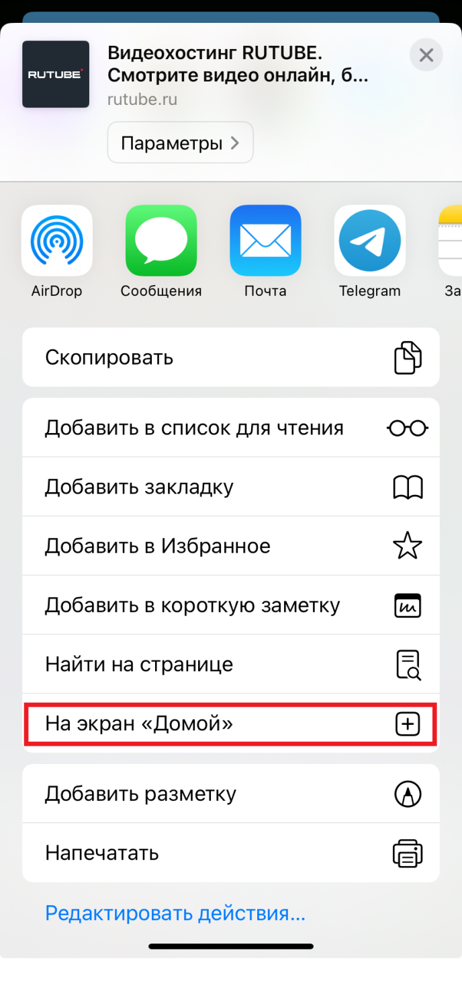 RUTUBE
Видеохостинг RUTUBE.
Смотрите видео онлайн, б...
rutube.ru
Параметры
AirDrop
Сообщения
Почта
Telegram
За
Скопировать
Добавить в список для чтения
Добавить закладку
Добавить в Избранное
Добавить в короткую заметку
Найти на странице
На экран «Домой»
Добавить разметку
Напечатать
Редактировать действия...